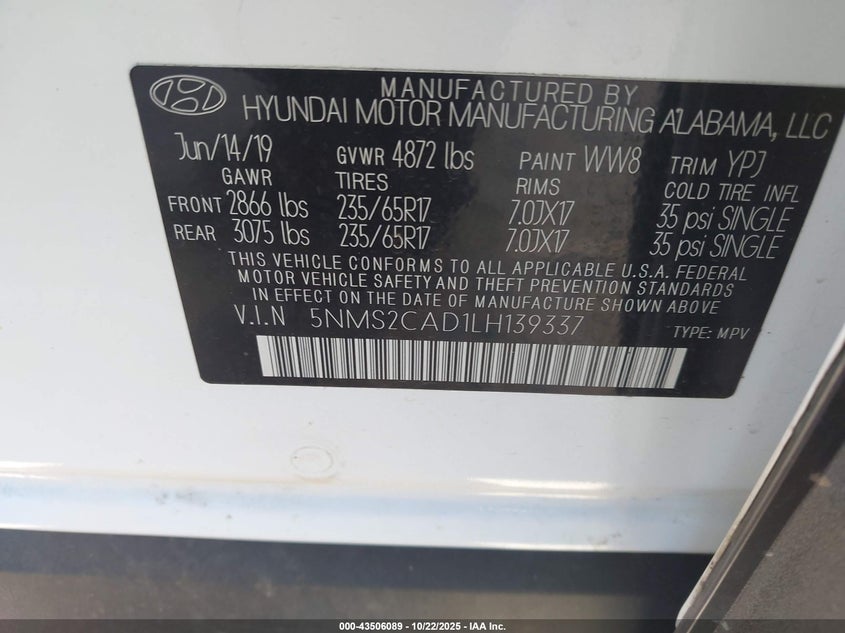 MANUFACTURED BY
HYUNDAI MOTOR MANUFACTURING ALABAMA, LLC
Jun/14/19 GVWR 4872 lbs PAINT WW8 TRIM YPJ
GAWR TIRES RIMS COLD TIRE INFL
FRONT 2866 lbs 235/65R17 7.0JX17 35 psi SINGLE
REAR 3075 lbs 235/65R17 7.0JX17 35 psi SINGLE
THIS VEHICLE CONFORMS TO ALL APPLICABLE U.S.A. FEDERAL
MOTOR VEHICLE SAFETY AND THEFT PREVENTION STANDARDS
IN EFFECT ON THE DATE OF MANUFACTURE SHOWN ABOVE
V.I.N 5NMS2CAD1LH139337 TYPE: MPV
000-43506089 - 10/22/2025 - IAA Inc.